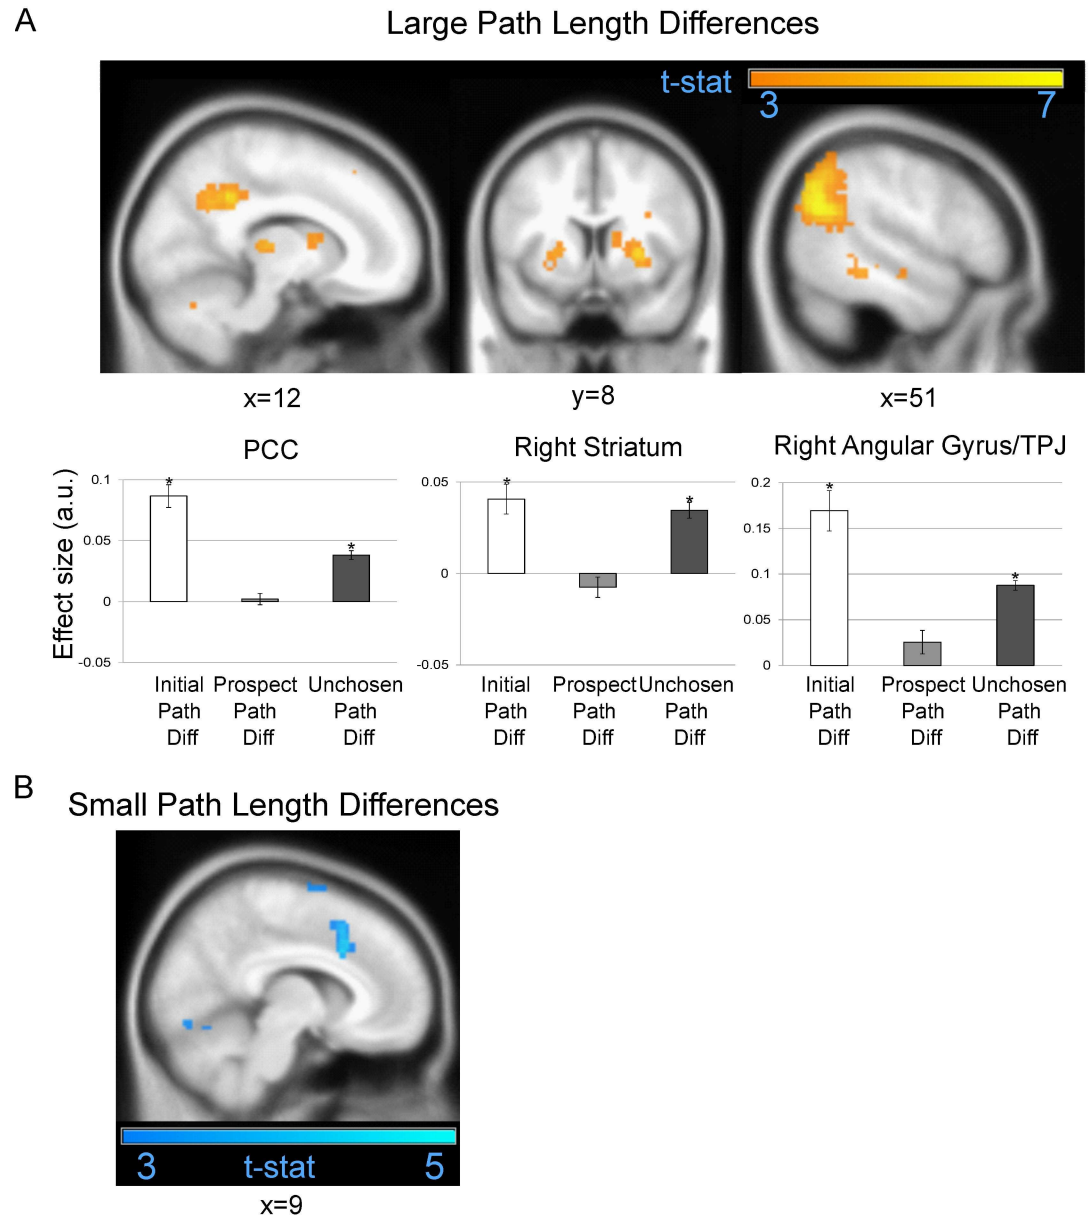 A
Large Path Length Differences
t-stat
3 7
x=12 y=8 x=51
PCC
Effect size (a.u.)
0.1
0.05
0
-0.05
*
*
Initial Prospect Unchosen
Path Path Path
Diff Diff Diff
Right Striatum
0.05
0
-0.05
*
*
Initial Prospect Unchosen
Path Path Path
Diff Diff Diff
Right Angular Gyrus/TPJ
0.2
0.15
0.1
0.05
0
*
*
Initial Prospect Unchosen
Path Path Path
Diff Diff Diff
B
Small Path Length Differences
3 t-stat 5
x=9